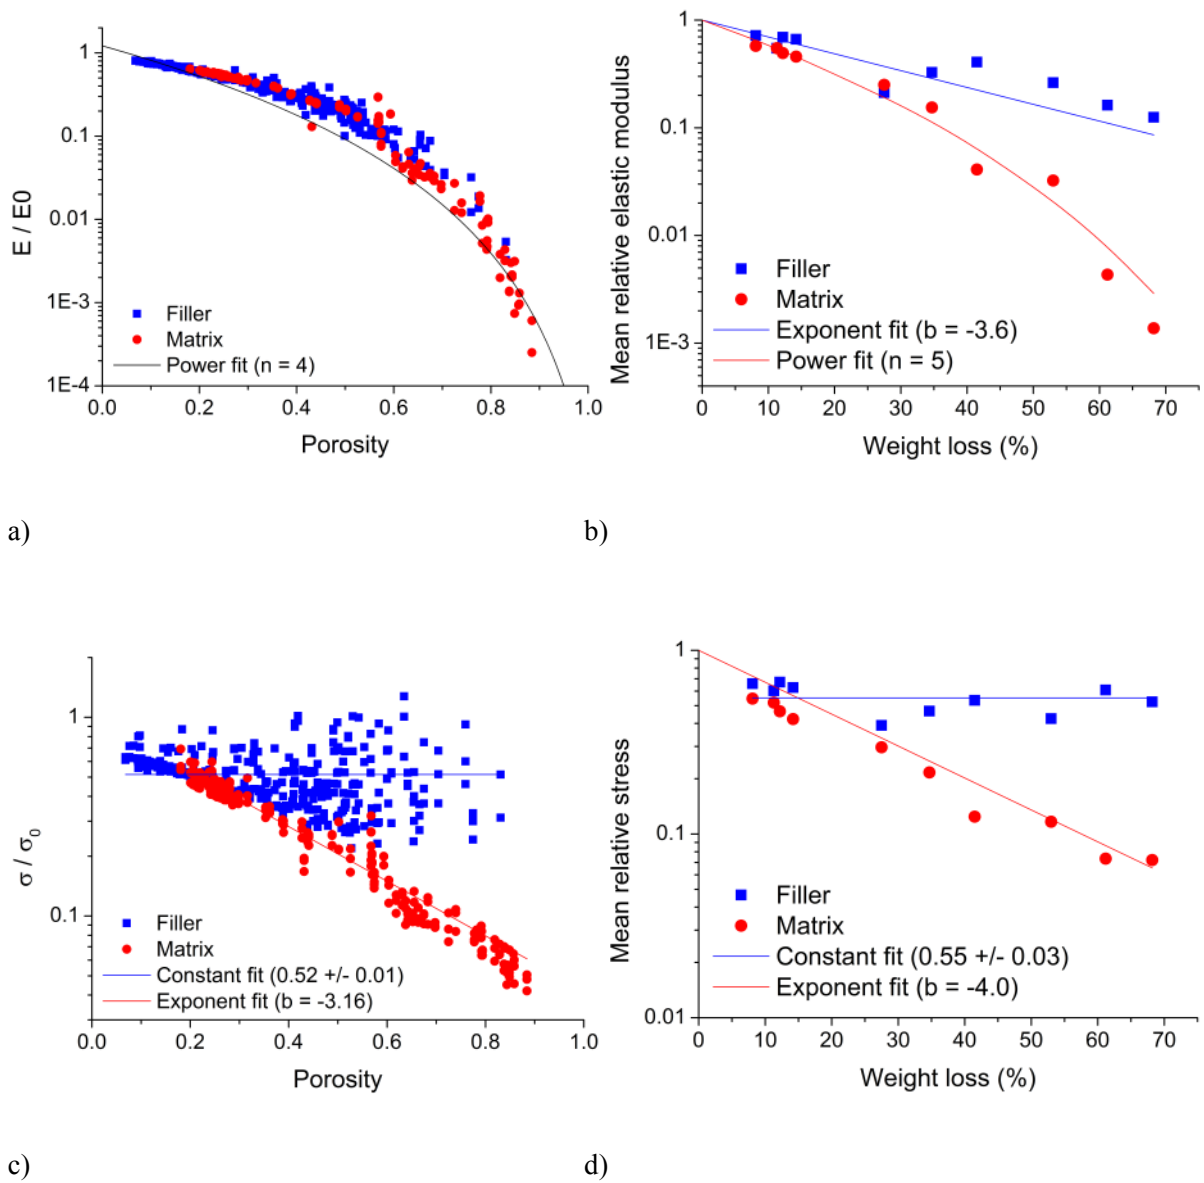 E / E0
1
0.1
0.01
1E-3
1E-4
Filler
Matrix
Power fit (n = 4)
0.0
0.2
0.4
0.6
0.8
1.0
Porosity
a)
Mean relative elastic modulus
1
0.1
0.01
1E-3
Filler
Matrix
Exponent fit (b = -3.6)
Power fit (n = 5)
0
10
20
30
40
50
60
70
Weight loss (%)
b)
σ / σ0
1
0.1
Filler
Matrix
Constant fit (0.52 +/- 0.01)
Exponent fit (b = -3.16)
0.0
0.2
0.4
0.6
0.8
1.0
Porosity
c)
Mean relative stress
1
0.1
0.01
Filler
Matrix
Constant fit (0.55 +/- 0.03)
Exponent fit (b = -4.0)
0
10
20
30
40
50
60
70
Weight loss (%)
d)